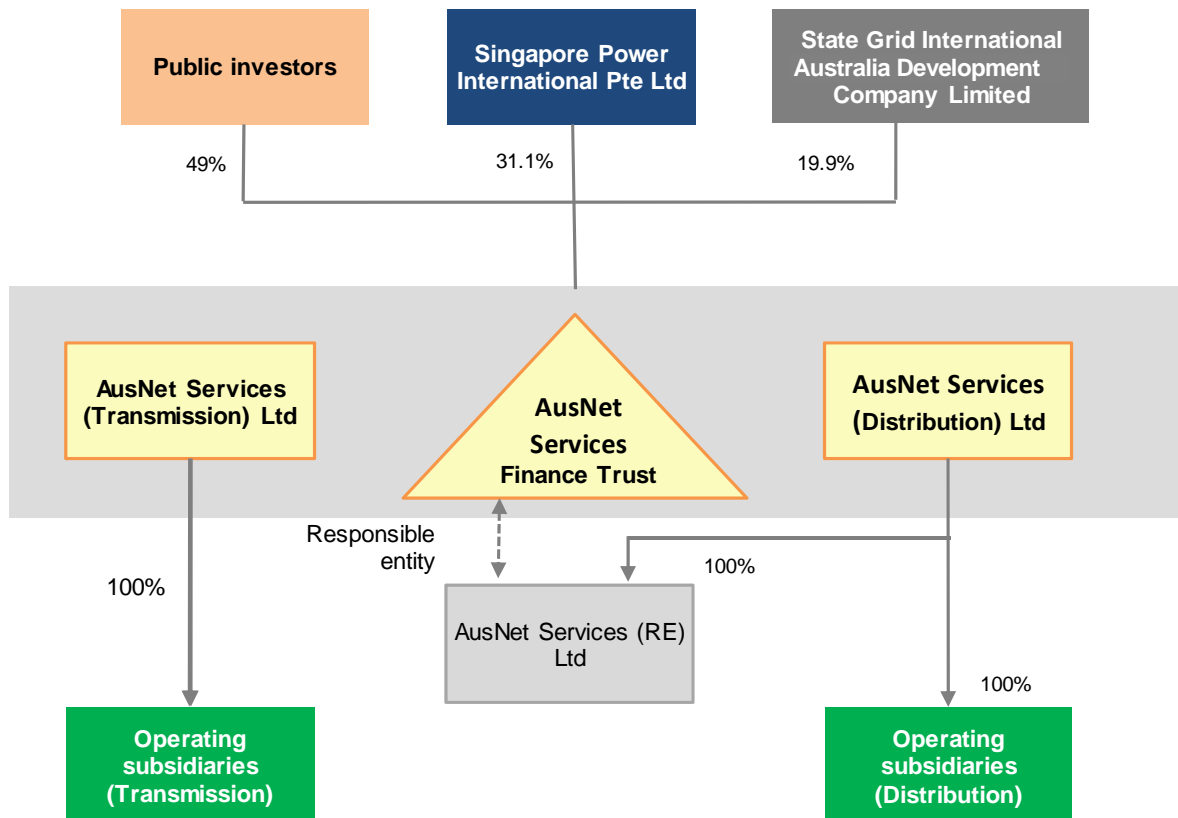 Public investors
Singapore Power
International Pte Ltd
State Grid International
Australia Development
Company Limited
49%
31.1%
19.9%
AusNet Services
(Transmission) Ltd
AusNet
Services
Finance Trust
AusNet Services
(Distribution) Ltd
Responsible
entity
100%
100%
AusNet Services (RE)
Ltd
100%
Operating
subsidiaries
(Transmission)
Operating
subsidiaries
(Distribution)